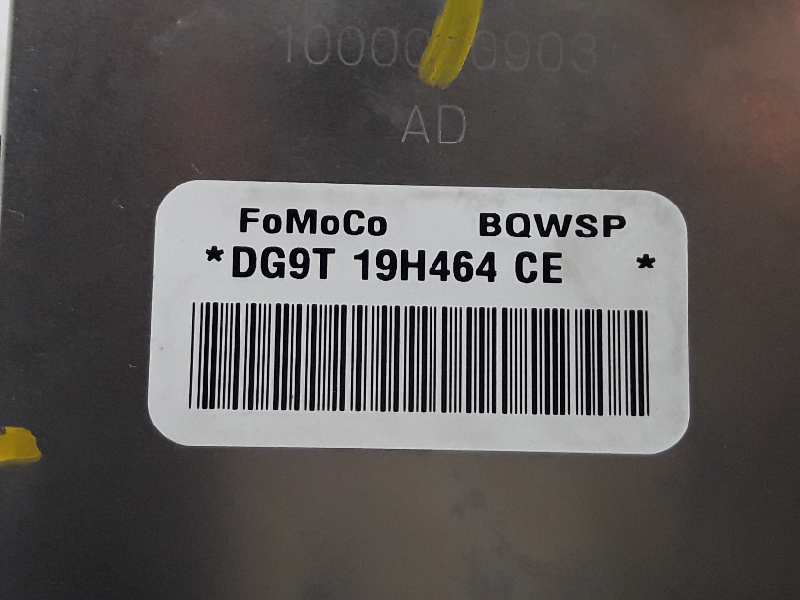 AD
FoMoCo BQWSP
*DG9T 19H464 CE *